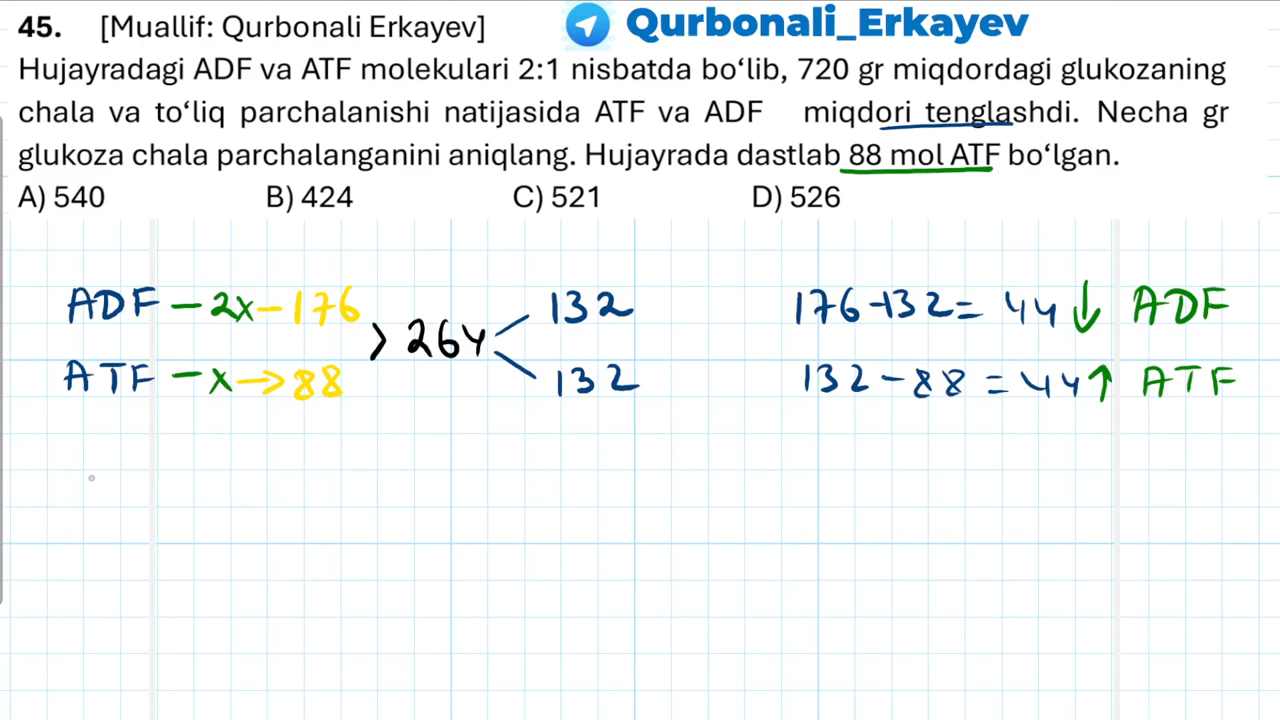 45. [Muallif: Qurbonali Erkayev] Qurbonali_Erkayev
Hujayradagi ADF va ATF molekulari 2:1 nisbatda bo‘lib, 720 gr miqdordagi glukozaning
chala va to‘liq parchalanishi natijasida ATF va ADF miqdori tenglashdi. Necha gr
glukoza chala parchalanganini aniqlang. Hujayrada dastlab 88 mol ATF bo‘lgan.
A) 540 B) 424 C) 521 D) 526
ADF – 2x – 176 > 264 132 176 – 132 = 44 ↓ ADF
ATF – x → 88 132 132 – 88 = 44 ↑ ATF